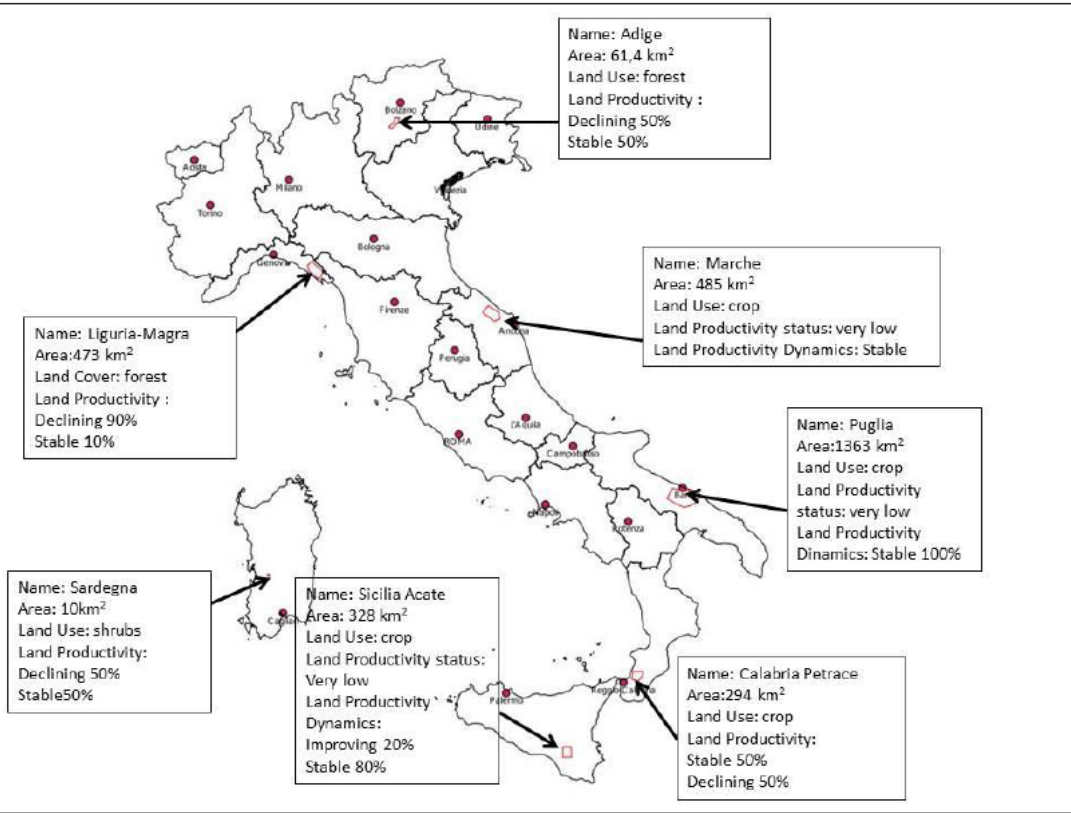 Name: Adige
Area: 61,4 km²
Land Use: forest
Land Productivity :
Declining 50%
Stable 50%
Bolzano
Udine
Aosta
Milano
Venezia
Torino
Bologna
Genova
Name: Marche
Area: 485 km²
Land Use: crop
Land Productivity status: very low
Land Productivity Dynamics: Stable
Firenze
Ancona
Name: Liguria-Magra
Area:473 km²
Land Cover: forest
Land Productivity :
Declining 90%
Stable 10%
Perugia
L'Aquila
ROMA
Campobasso
Name: Puglia
Area:1363 km²
Land Use: crop
Land Productivity
status: very low
Land Productivity
Dinamics: Stable 100%
Bari
Napoli
Potenza
Name: Sardegna
Area: 10km²
Land Use: shrubs
Land Productivity:
Declining 50%
Stable50%
Cagliari
Name: Sicilia Acate
Area: 328 km²
Land Use: crop
Land Productivity status:
Very low
Land Productivity
Dynamics:
Improving 20%
Stable 80%
Palermo
Reggio Calabria
Name: Calabria Petrace
Area:294 km²
Land Use: crop
Land Productivity:
Stable 50%
Declining 50%